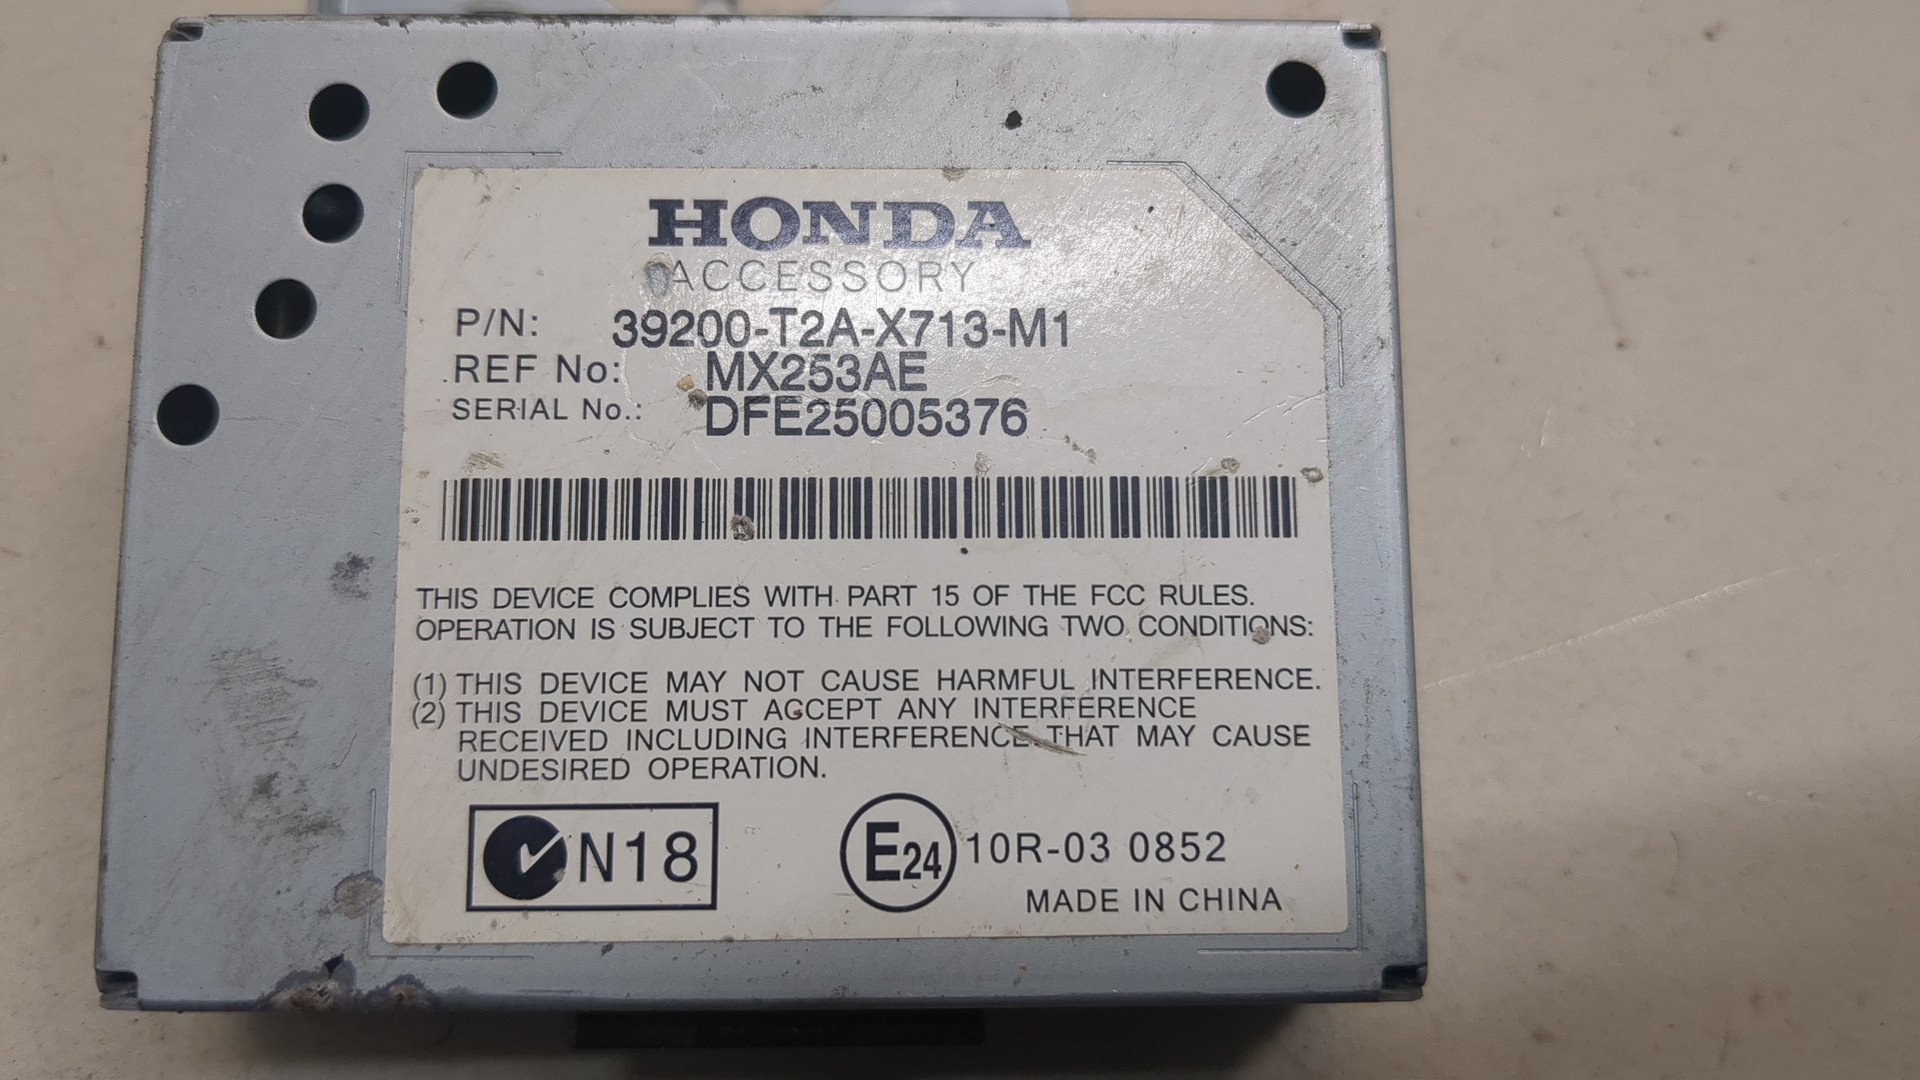 HONDA
ACCESSORY
P/N: 39200-T2A-X713-M1
REF No: MX253AE
SERIAL No.: DFE25005376
THIS DEVICE COMPLIES WITH PART 15 OF THE FCC RULES.
OPERATION IS SUBJECT TO THE FOLLOWING TWO CONDITIONS:
(1) THIS DEVICE MAY NOT CAUSE HARMFUL INTERFERENCE.
(2) THIS DEVICE MUST ACCEPT ANY INTERFERENCE
RECEIVED INCLUDING INTERFERENCE THAT MAY CAUSE
UNDESIRED OPERATION.
N18
E24 10R-03 0852
MADE IN CHINA